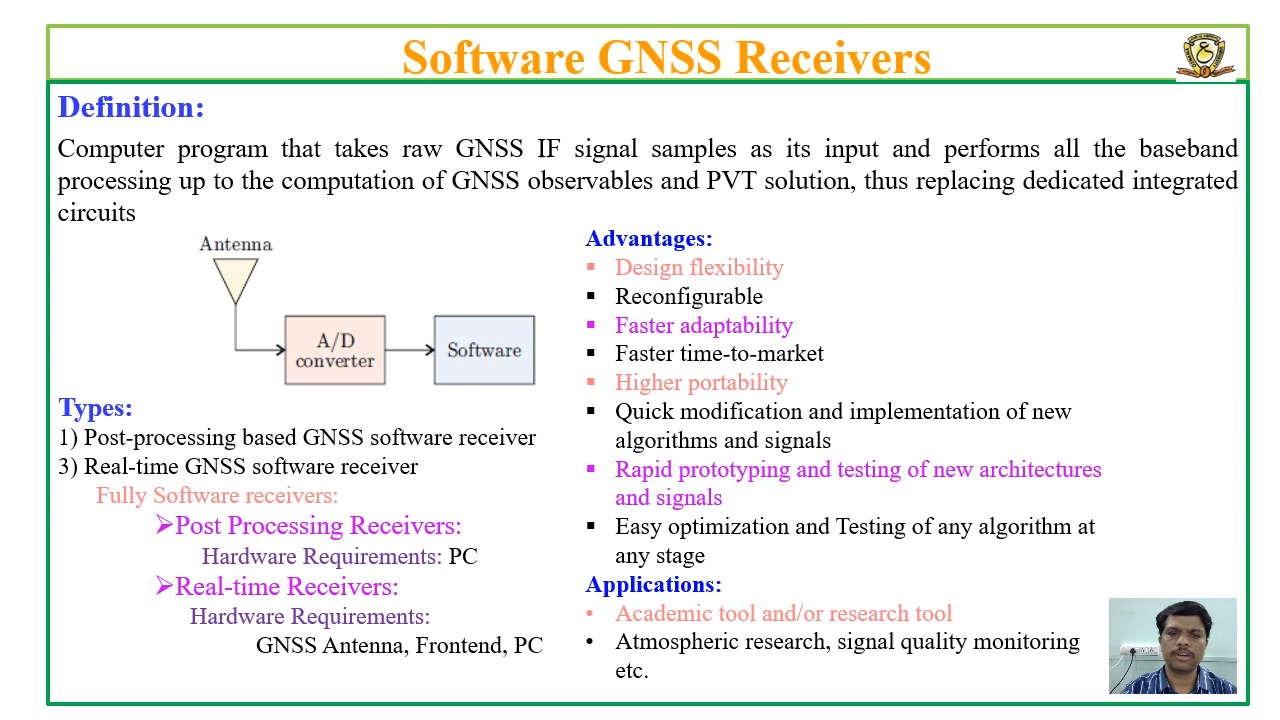 Software GNSS Receivers
Definition:
Computer program that takes raw GNSS IF signal samples as its input and performs all the baseband
processing up to the computation of GNSS observables and PVT solution, thus replacing dedicated integrated
circuits
Antenna
A/D
converter
Software
Types:
1) Post-processing based GNSS software receiver
3) Real-time GNSS software receiver
Fully Software receivers:
➢Post Processing Receivers:
Hardware Requirements: PC
➢Real-time Receivers:
Hardware Requirements:
GNSS Antenna, Frontend, PC
Advantages:
▪ Design flexibility
▪ Reconfigurable
▪ Faster adaptability
▪ Faster time-to-market
▪ Higher portability
▪ Quick modification and implementation of new
algorithms and signals
▪ Rapid prototyping and testing of new architectures
and signals
▪ Easy optimization and Testing of any algorithm at
any stage
Applications:
• Academic tool and/or research tool
• Atmospheric research, signal quality monitoring
etc.